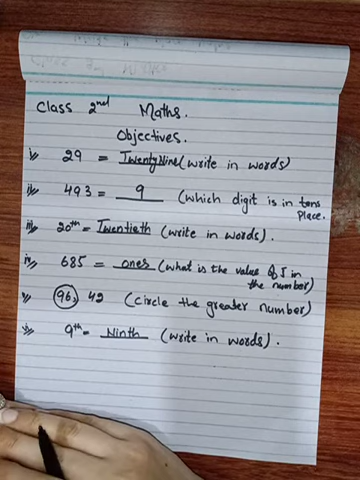 Class 2nd Maths.
Objectives.
i) 29 = Twenty Nine (write in words)
ii) 493 = 9 (which digit is in tens place.
iii) 20th = Twentieth (write in words).
iv) 685 = ones (what is the value of 5 in the number)
v) 96, 42 (circle the greater number)
vi) 9th = Ninth (write in words).